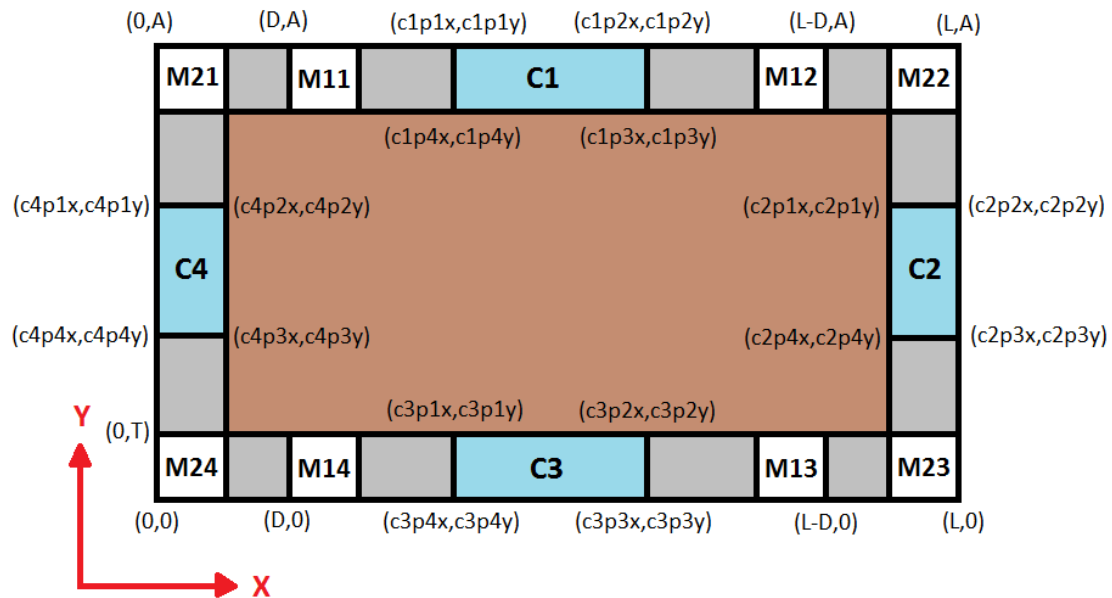 (0,A) (D,A) (c1p1x,c1p1y) (c1p2x,c1p2y) (L-D,A) (L,A)
M21 M11 C1 M12 M22
(c1p4x,c1p4y) (c1p3x,c1p3y)
(c4p1x,c4p1y) (c4p2x,c4p2y) (c2p1x,c2p1y) (c2p2x,c2p2y)
C4 C2
(c4p4x,c4p4y) (c4p3x,c4p3y) (c2p4x,c2p4y) (c2p3x,c2p3y)
Y (c3p1x,c3p1y) (c3p2x,c3p2y)
(0,T)
M24 M14 C3 M13 M23
(0,0) (D,0) (c3p4x,c3p4y) (c3p3x,c3p3y) (L-D,0) (L,0)
X